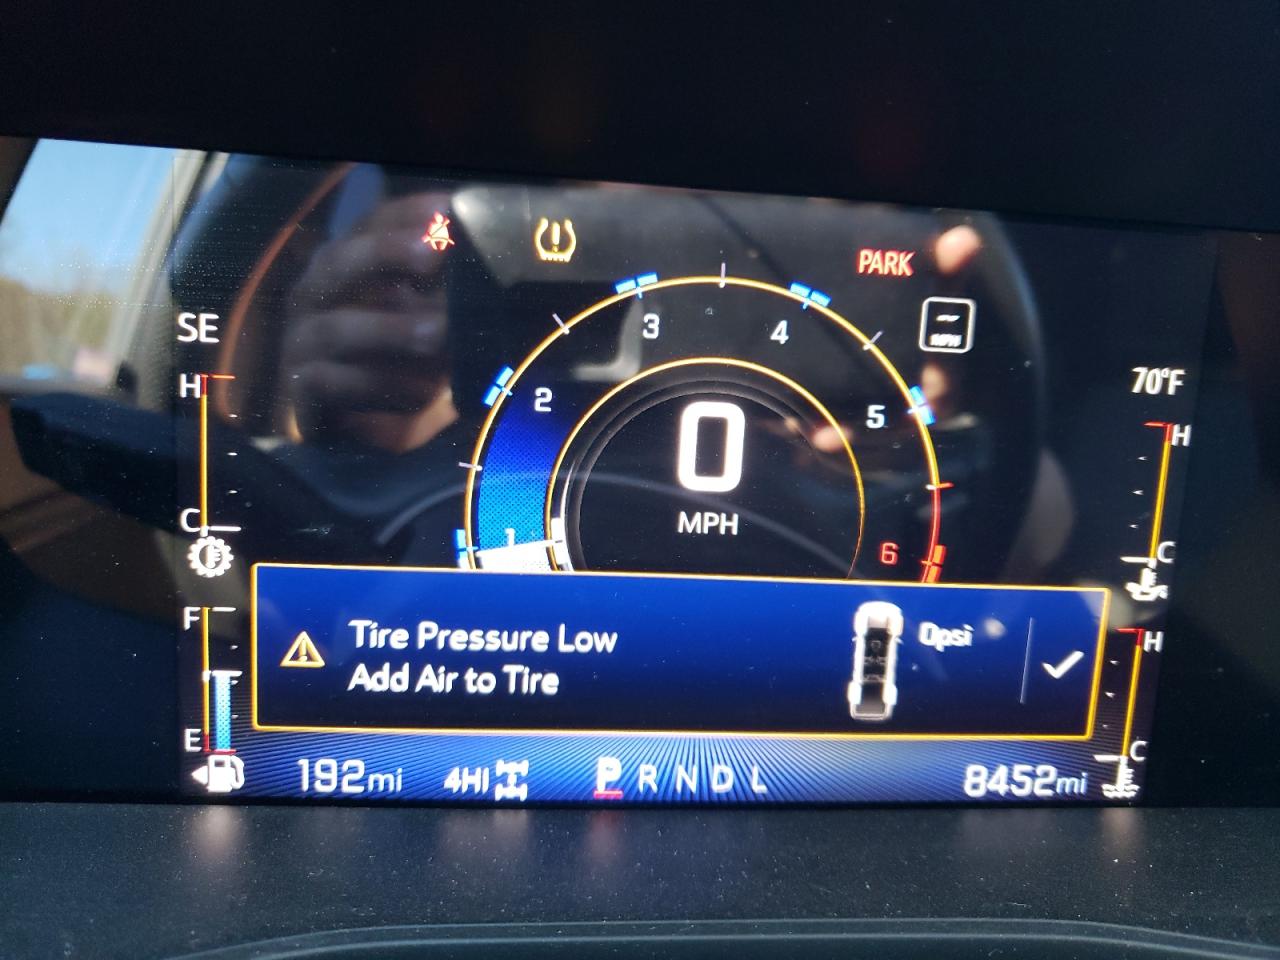 PARK
SE
3
4
MPH
H
70°F
2
5
H
0
C
MPH
1
6
C
F
Tire Pressure Low
0psi
H
Add Air to Tire
E
C
192mi
4HI
P R N D L
8452mi